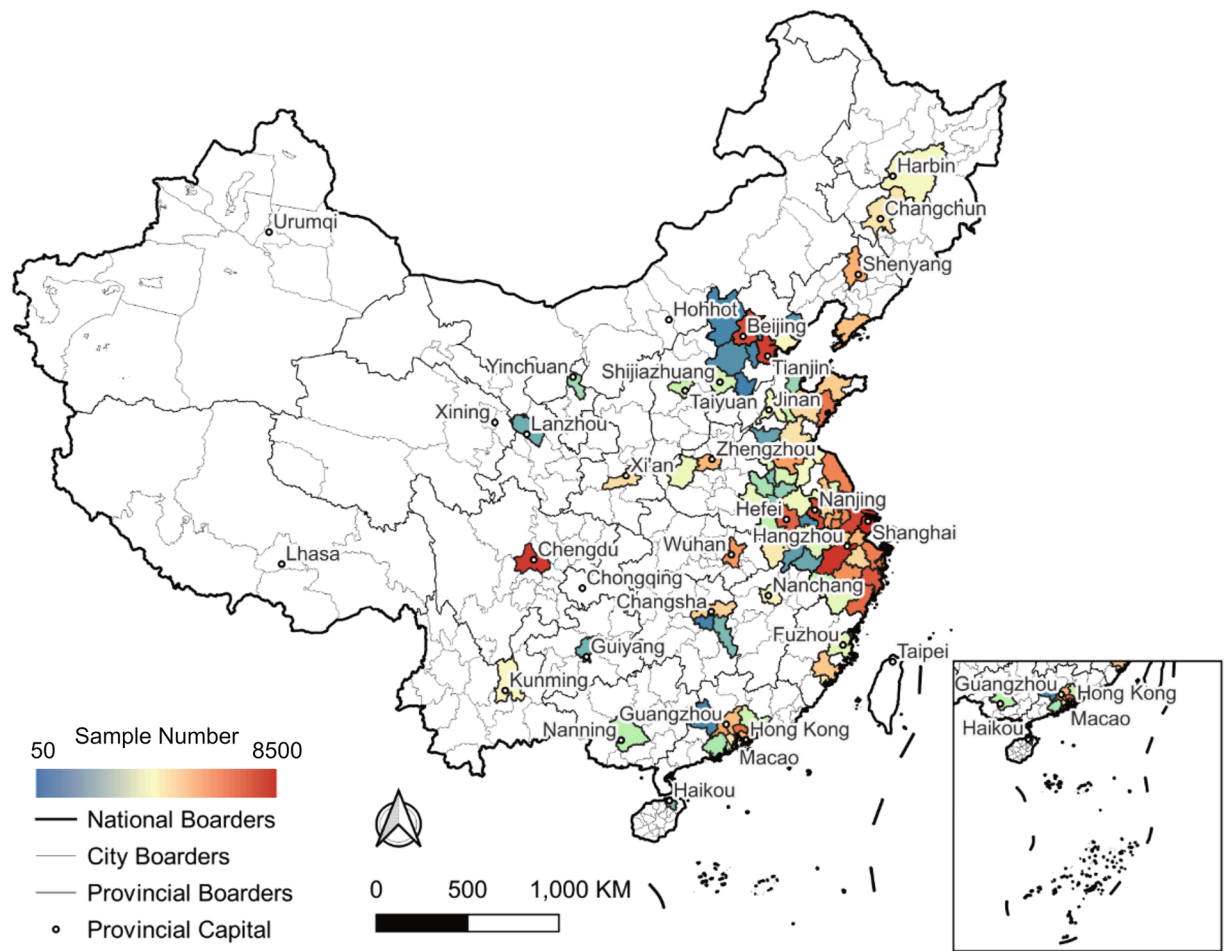 Harbin
Changchun
Urumqi
Shenyang
Hohhot
Beijing
Yinchuan
Shijiazhuang
Tianjin
Taiyuan
Jinan
Xining
Lanzhou
Zhengzhou
Xi'an
Nanjing
Hefei
Shanghai
Hangzhou
Wuhan
Chengdu
Lhasa
Chongqing
Nanchang
Changsha
Fuzhou
Guiyang
Taipei
Kunming
Guangzhou
Hong Kong
Nanning
Macao
Haikou
Guangzhou
Hong Kong
Macao
Haikou
Sample Number
50 8500
National Boarders
City Boarders
Provincial Boarders
Provincial Capital
0 500 1,000 KM